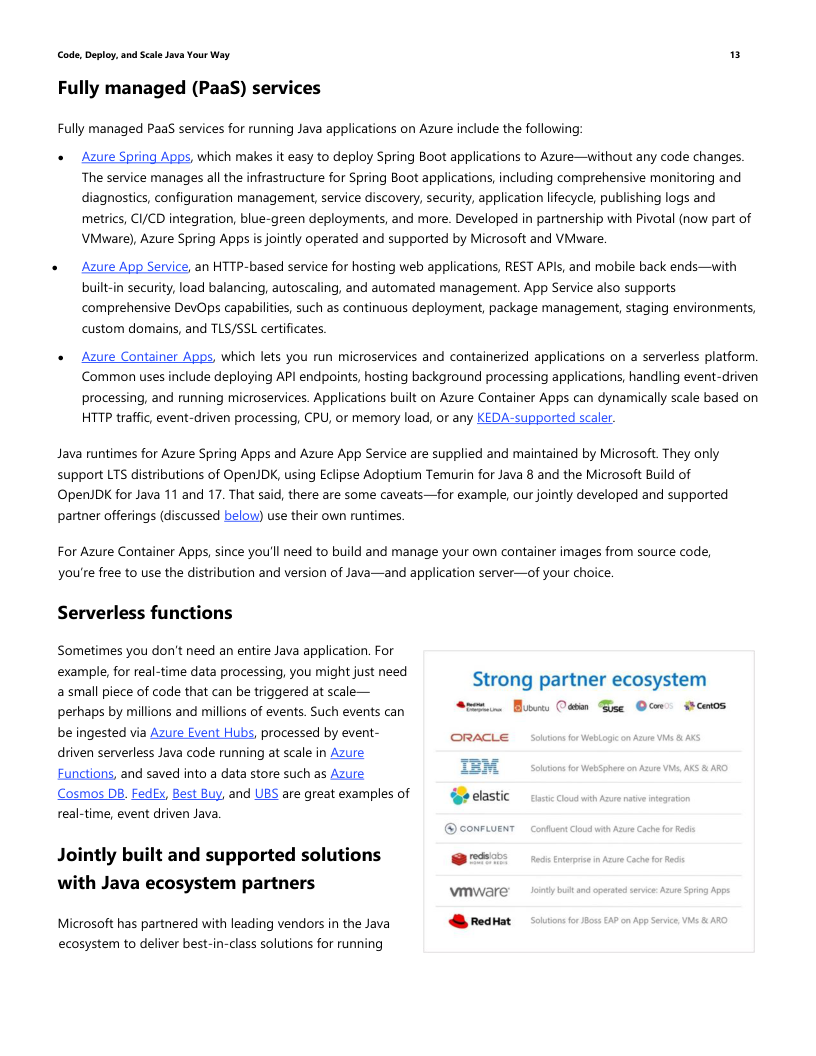 Code, Deploy, and Scale Java Your Way 13
Fully managed (PaaS) services
Fully managed PaaS services for running Java applications on Azure include the following:
• Azure Spring Apps, which makes it easy to deploy Spring Boot applications to Azure—without any code changes.
The service manages all the infrastructure for Spring Boot applications, including comprehensive monitoring and
diagnostics, configuration management, service discovery, security, application lifecycle, publishing logs and
metrics, CI/CD integration, blue-green deployments, and more. Developed in partnership with Pivotal (now part of
VMware), Azure Spring Apps is jointly operated and supported by Microsoft and VMware.
• Azure App Service, an HTTP-based service for hosting web applications, REST APIs, and mobile back ends—with
built-in security, load balancing, autoscaling, and automated management. App Service also supports
comprehensive DevOps capabilities, such as continuous deployment, package management, staging environments,
custom domains, and TLS/SSL certificates.
• Azure Container Apps, which lets you run microservices and containerized applications on a serverless platform.
Common uses include deploying API endpoints, hosting background processing applications, handling event-driven
processing, and running microservices. Applications built on Azure Container Apps can dynamically scale based on
HTTP traffic, event-driven processing, CPU, or memory load, or any KEDA-supported scaler.
Java runtimes for Azure Spring Apps and Azure App Service are supplied and maintained by Microsoft. They only
support LTS distributions of OpenJDK, using Eclipse Adoptium Temurin for Java 8 and the Microsoft Build of
OpenJDK for Java 11 and 17. That said, there are some caveats—for example, our jointly developed and supported
partner offerings (discussed below) use their own runtimes.
For Azure Container Apps, since you'll need to build and manage your own container images from source code,
you're free to use the distribution and version of Java—and application server—of your choice.
Serverless functions
Sometimes you don't need an entire Java application. For
example, for real-time data processing, you might just need
a small piece of code that can be triggered at scale—
perhaps by millions and millions of events. Such events can
be ingested via Azure Event Hubs, processed by event-
driven serverless Java code running at scale in Azure
Functions, and saved into a data store such as Azure
Cosmos DB. FedEx, Best Buy, and UBS are great examples of
real-time, event driven Java.
Jointly built and supported solutions
with Java ecosystem partners
Microsoft has partnered with leading vendors in the Java
ecosystem to deliver best-in-class solutions for running
Strong partner ecosystem
Red Hat Enterprise Linux ubuntu debian SUSE CoreOS CentOS
ORACLE Solutions for WebLogic on Azure VMs & AKS
IBM Solutions for WebSphere on Azure VMs, AKS & ARO
elastic Elastic Cloud with Azure native integration
CONFLUENT Confluent Cloud with Azure Cache for Redis
redislabs HOME OF REDIS Redis Enterprise in Azure Cache for Redis
vmware Jointly built and operated service: Azure Spring Apps
Red Hat Solutions for JBoss EAP on App Service, VMs & ARO